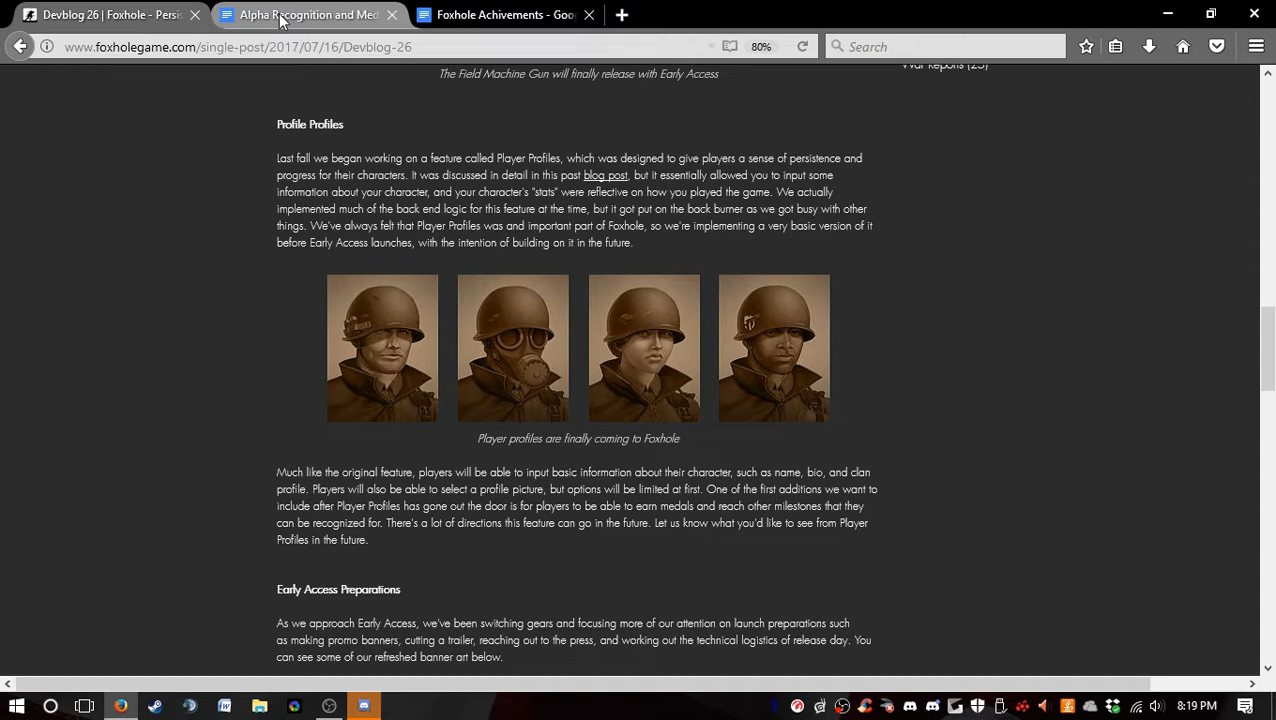 Devblog 26 | Foxhole - Persis
Alpha Recognition and Med
Foxhole Achivements - Goog
www.foxholegame.com/single-post/2017/07/16/Devblog-26
80%
Search
The Field Machine Gun will finally release with Early Access
War Reports (25)
Profile Profiles
Last fall we began working on a feature called Player Profiles, which was designed to give players a sense of persistence and
progress for their characters. It was discussed in detail in this past blog post, but it essentially allowed you to input some
information about your character, and your character's "stats" were reflective on how you played the game. We actually
implemented much of the back end logic for this feature at the time, but it got put on the back burner as we got busy with other
things. We've always felt that Player Profiles was and important part of Foxhole, so we're implementing a very basic version of it
before Early Access launches, with the intention of building on it in the future.
Player profiles are finally coming to Foxhole
Much like the original feature, players will be able to input basic information about their character, such as name, bio, and clan
profile. Players will also be able to select a profile picture, but options will be limited at first. One of the first additions we want to
include after Player Profiles has gone out the door is for players to be able to earn medals and reach other milestones that they
can be recognized for. There's a lot of directions this feature can go in the future. Let us know what you'd like to see from Player
Profiles in the future.
Early Access Preparations
As we approach Early Access, we've been switching gears and focusing more of our attention on launch preparations such
as making promo banners, cutting a trailer, reaching out to the press, and working out the technical logistics of release day. You
can see some of our refreshed banner art below.
8:19 PM